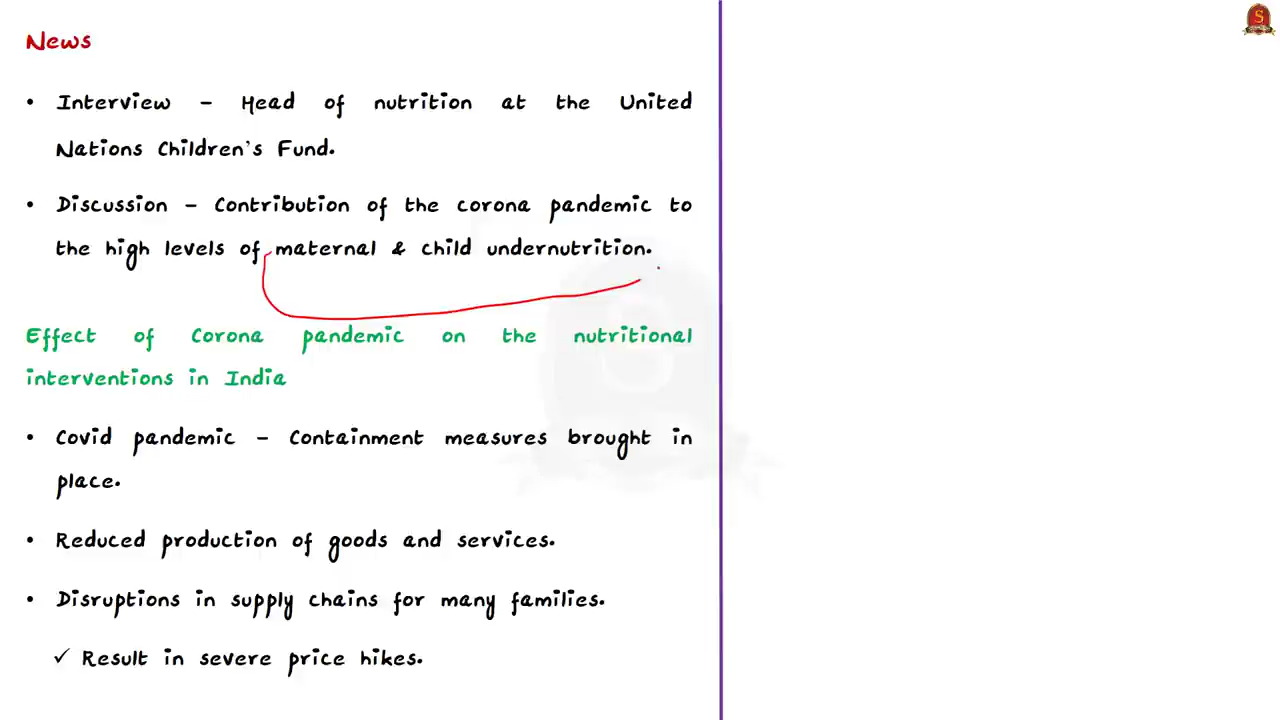 News
• Interview – Head of nutrition at the United
Nations Children's Fund.
• Discussion – Contribution of the corona pandemic to
the high levels of maternal & child undernutrition.
Effect of Corona pandemic on the nutritional
interventions in India
• Covid pandemic – Containment measures brought in
place.
• Reduced production of goods and services.
• Disruptions in supply chains for many families.
✓ Result in severe price hikes.
S